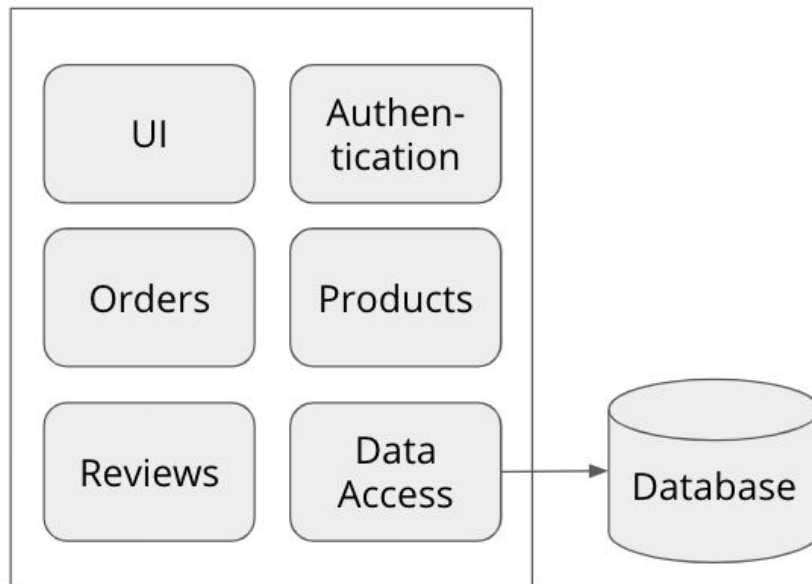 UI
Authen-
tication
Orders
Products
Reviews
Data
Access
Database